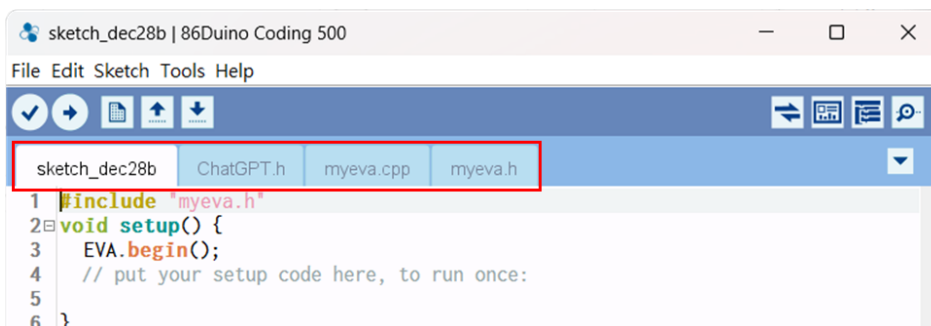 sketch_dec28b | 86Duino Coding 500
File Edit Sketch Tools Help
sketch_dec28b ChatGPT.h myeva.cpp myeva.h
1 #include "myeva.h"
2 void setup() {
3 EVA.begin();
4 // put your setup code here, to run once:
5
6 }